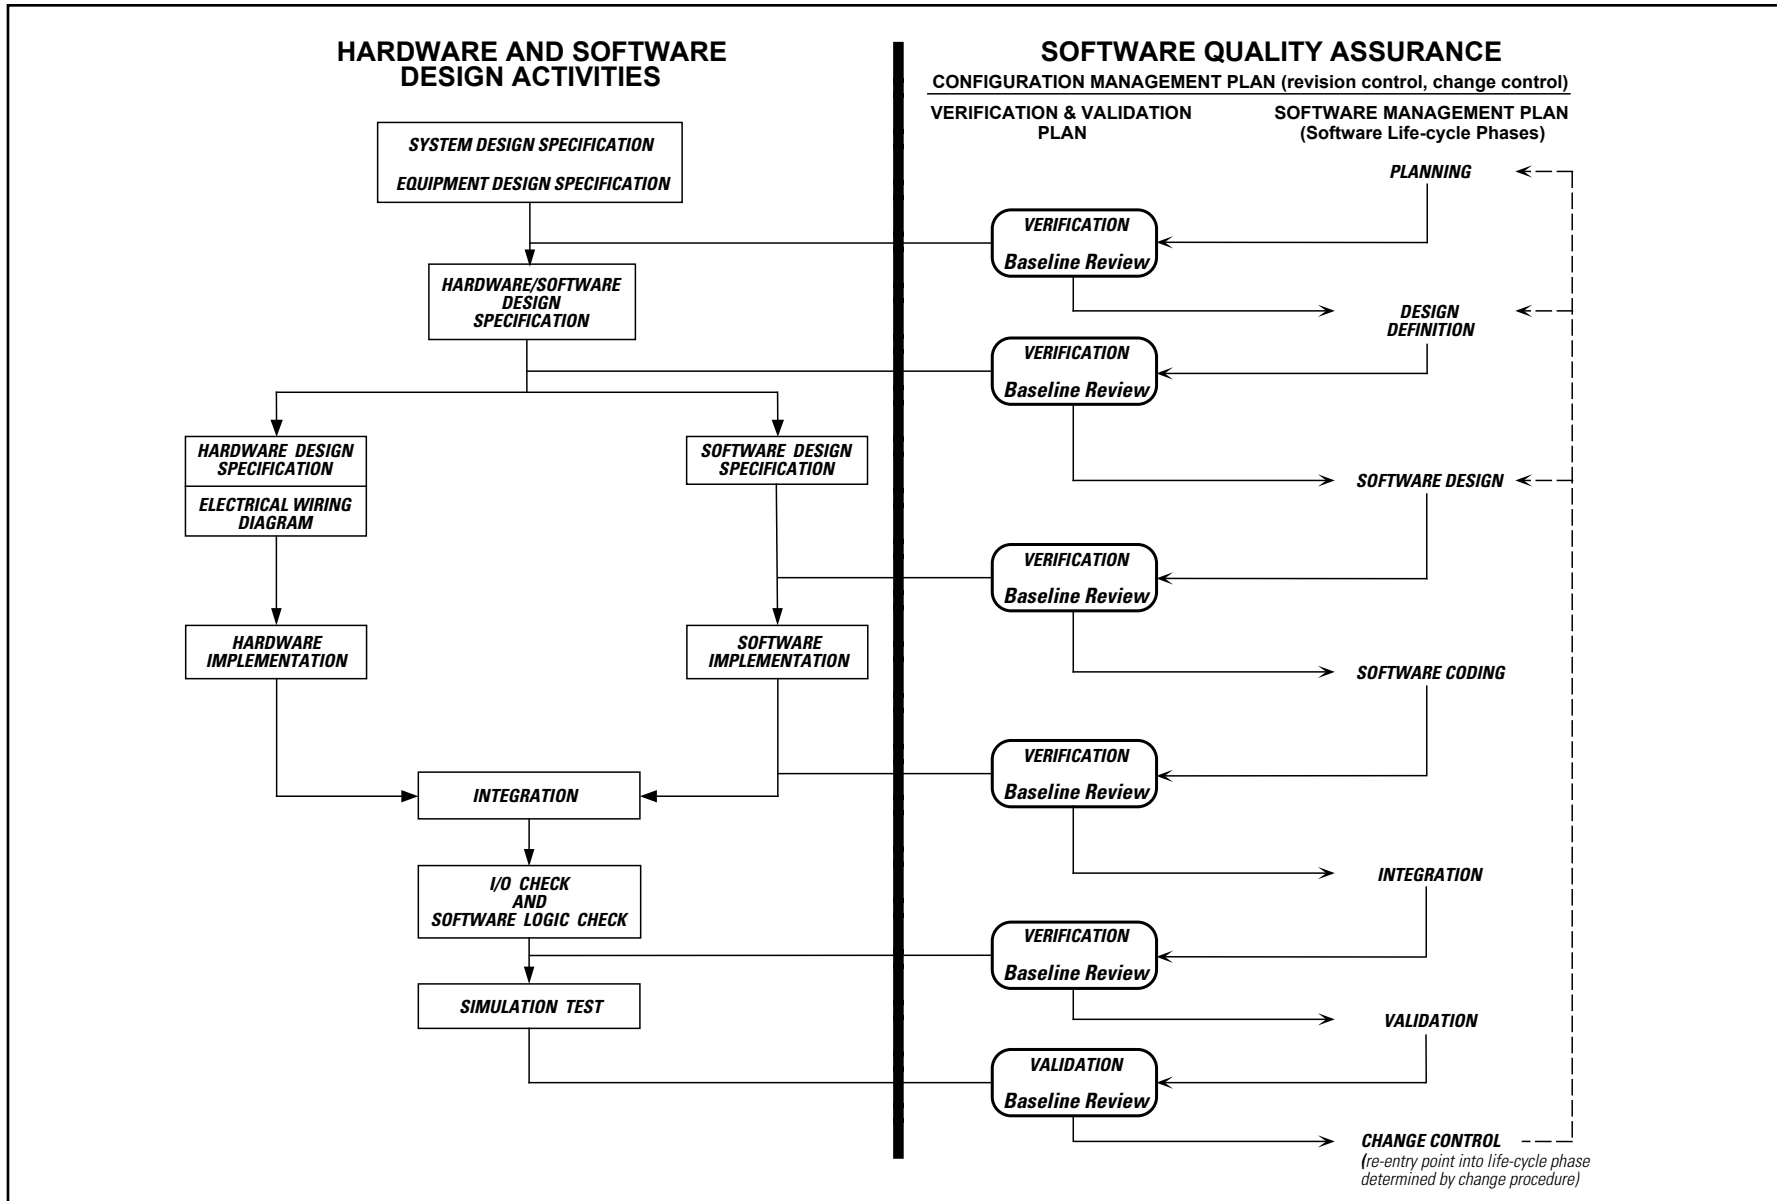 HARDWARE AND SOFTWARE
DESIGN ACTIVITIES
SYSTEM DESIGN SPECIFICATION
EQUIPMENT DESIGN SPECIFICATION
HARDWARE/SOFTWARE
DESIGN
SPECIFICATION
HARDWARE DESIGN
SPECIFICATION
ELECTRICAL WIRING
DIAGRAM
SOFTWARE DESIGN
SPECIFICATION
HARDWARE
IMPLEMENTATION
SOFTWARE
IMPLEMENTATION
INTEGRATION
I/O CHECK
AND
SOFTWARE LOGIC CHECK
SIMULATION TEST
SOFTWARE QUALITY ASSURANCE
CONFIGURATION MANAGEMENT PLAN (revision control, change control)
VERIFICATION & VALIDATION
PLAN
SOFTWARE MANAGEMENT PLAN
(Software Life-cycle Phases)
PLANNING
VERIFICATION
Baseline Review
DESIGN
DEFINITION
VERIFICATION
Baseline Review
SOFTWARE DESIGN
VERIFICATION
Baseline Review
SOFTWARE CODING
VERIFICATION
Baseline Review
INTEGRATION
VERIFICATION
Baseline Review
VALIDATION
VALIDATION
Baseline Review
CHANGE CONTROL
(re-entry point into life-cycle phase
determined by change procedure)